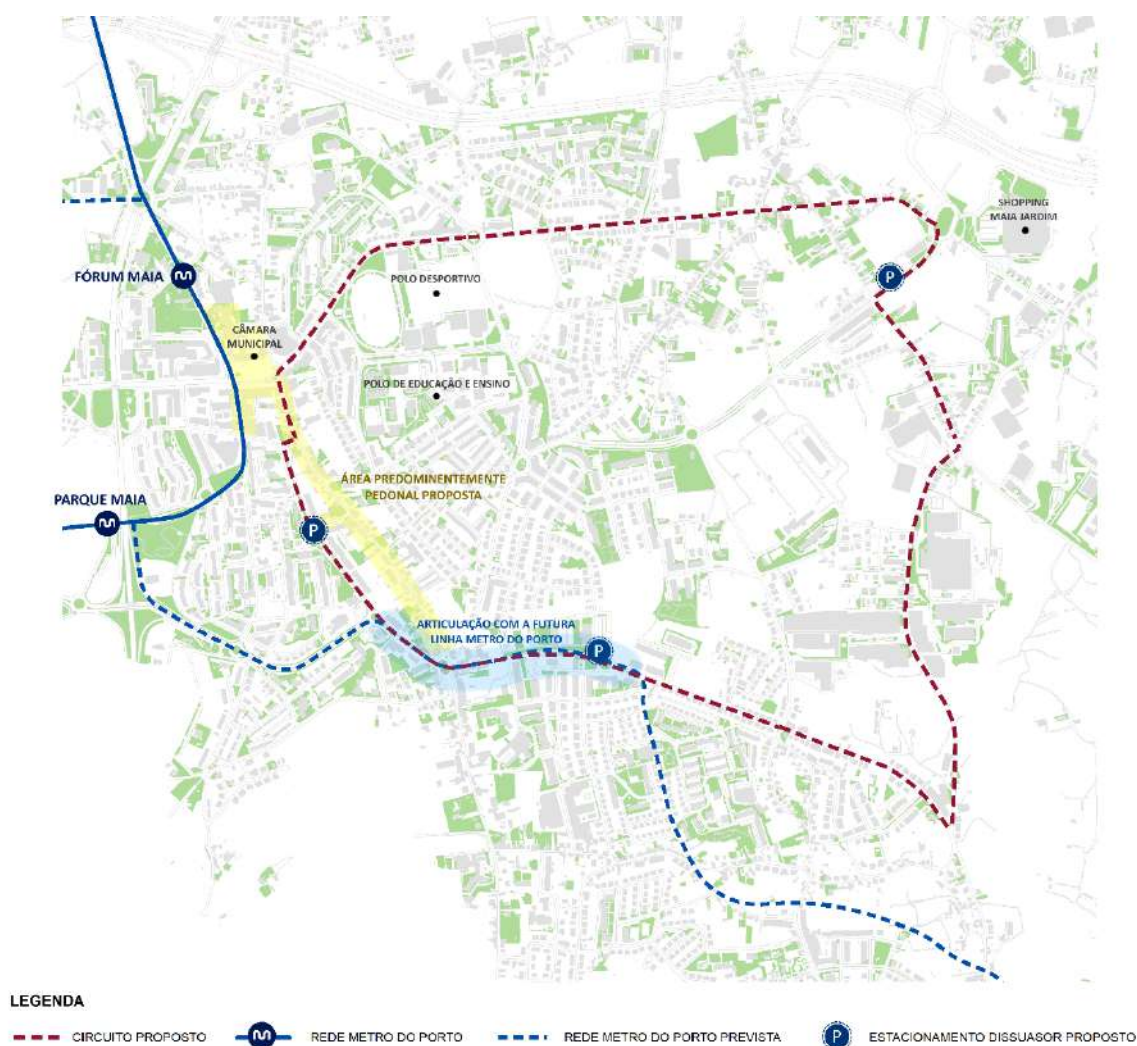 SHOPPING
MAIA JARDIM
FÓRUM MAIA
POLO DESPORTIVO
P
CÂMARA
MUNICIPAL
POLO DE EDUCAÇÃO E ENSINO
ÁREA PREDOMINENTEMENTE
PEDONAL PROPOSTA
PARQUE MAIA
P
ARTICULAÇÃO COM A FUTURA
LINHA METRO DO PORTO
P
LEGENDA
CIRCUITO PROPOSTO
REDE METRO DO PORTO
REDE METRO DO PORTO PREVISTA
P
ESTACIONAMENTO DISSUASOR PROPOSTO